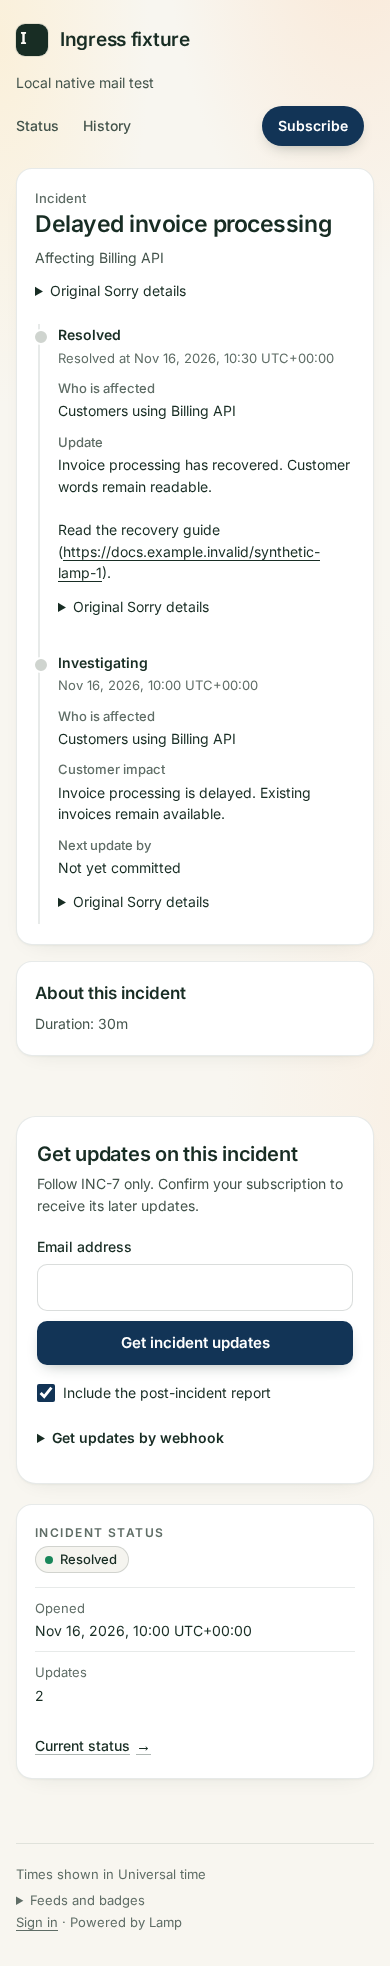 I
Ingress fixture
Local native mail test
Status
History
Subscribe
Incident
Delayed invoice processing
Affecting Billing API
Original Sorry details
Resolved
Resolved at Nov 16, 2026, 10:30 UTC+00:00
Who is affected
Customers using Billing API
Update
Invoice processing has recovered. Customer
words remain readable.
Read the recovery guide
(https://docs.example.invalid/synthetic-
lamp-1).
Original Sorry details
Investigating
Nov 16, 2026, 10:00 UTC+00:00
Who is affected
Customers using Billing API
Customer impact
Invoice processing is delayed. Existing
invoices remain available.
Next update by
Not yet committed
Original Sorry details
About this incident
Duration: 30m
Get updates on this incident
Follow INC-7 only. Confirm your subscription to
receive its later updates.
Email address
Get incident updates
Include the post-incident report
Get updates by webhook
INCIDENT STATUS
Resolved
Opened
Nov 16, 2026, 10:00 UTC+00:00
Updates
2
Current status →
Times shown in Universal time
Feeds and badges
Sign in · Powered by Lamp